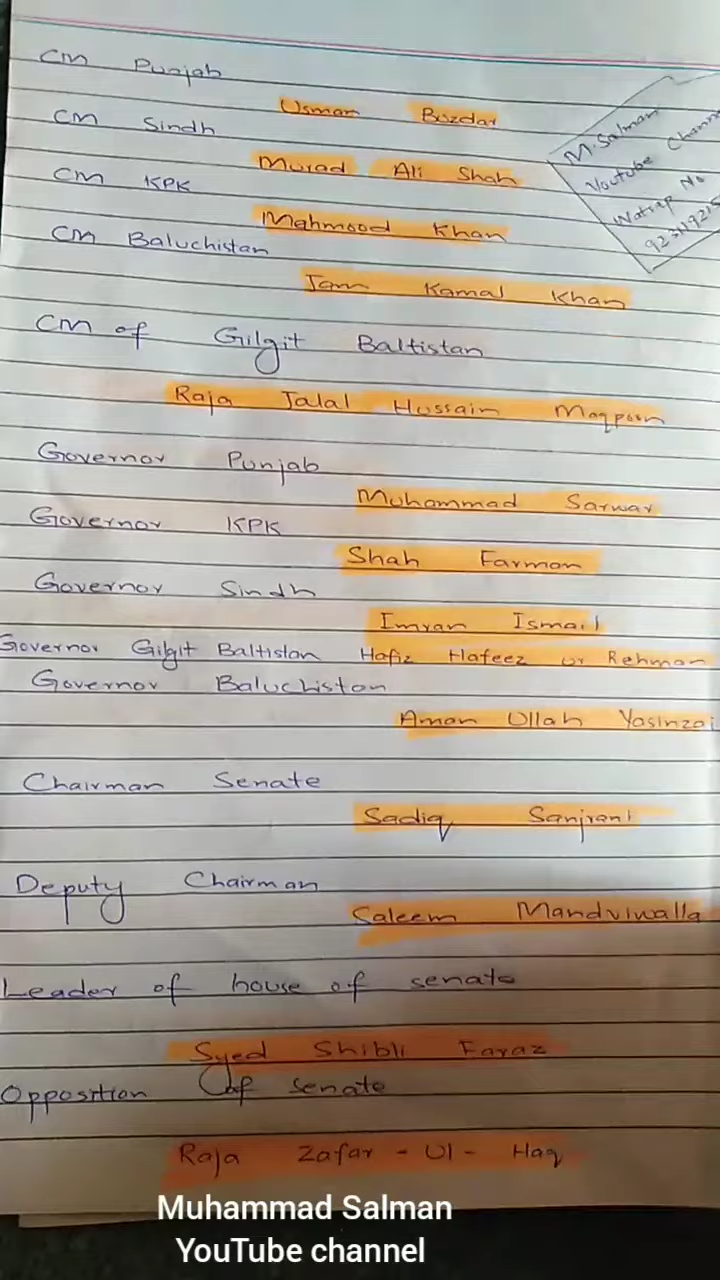 CM Punjab
Usman Buzdar
CM Sindh
Murad Ali Shah
CM KPK
Mahmood Khan
CM Baluchistan
Jam Kamal Khan
CM of Gilgit Baltistan
Raja Jalal Hussain Maqpoon
Governor Punjab
Muhammad Sarwar
Governor KPK
Shah Farman
Governor Sindh
Imran Ismail
Governor Gilgit Baltistan Hafiz Hafeez ur Rehman
Governor Baluchistan
Aman Ullah Yasinzai
Chairman Senate
Sadiq Sanjrani
Deputy Chairman
Saleem Mandviwalla
Leader of house of senate
Syed Shibli Faraz
Opposition of senate
Raja Zafar - Ul - Haq
M. Salman
Youtube Channe
Watsap No
Muhammad Salman
YouTube channel